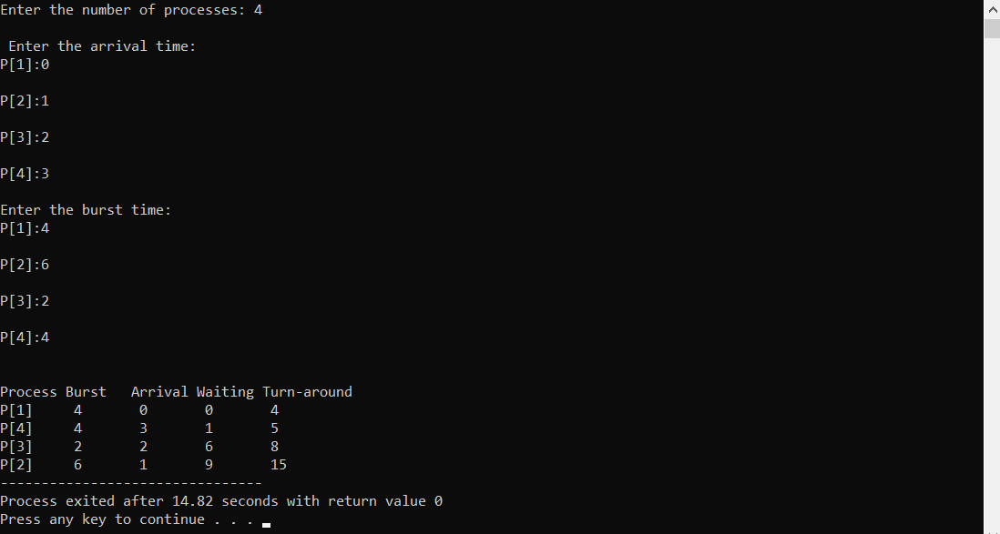 Enter the number of processes: 4
Enter the arrival time:
P[1]:0
P[2]:1
P[3]:2
P[4]:3
Enter the burst time:
P[1]:4
P[2]:6
P[3]:2
P[4]:4
Process Burst   Arrival Waiting Turn-around
P[1]     4       0       0       4
P[4]     4       3       1       5
P[3]     2       2       6       8
P[2]     6       1       9       15
--------------------------------
Process exited after 14.82 seconds with return value 0
Press any key to continue . . .